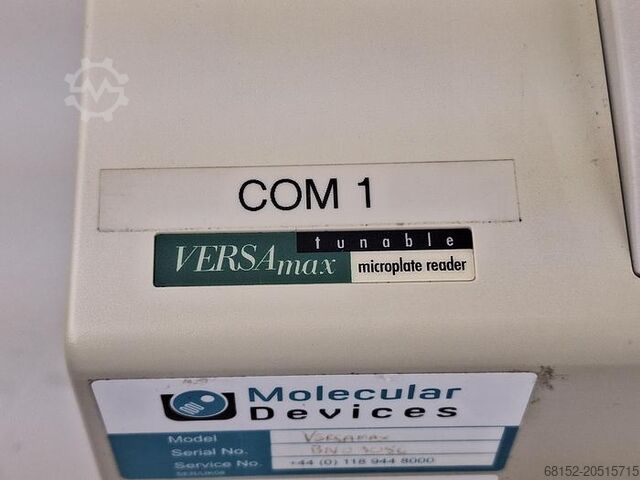 COM 1
VERSAmax
tunable
microplate reader
Molecular
Devices
Model Versamax
Serial No.
Service No. +44 (0) 118 944 8000
68152-20515715